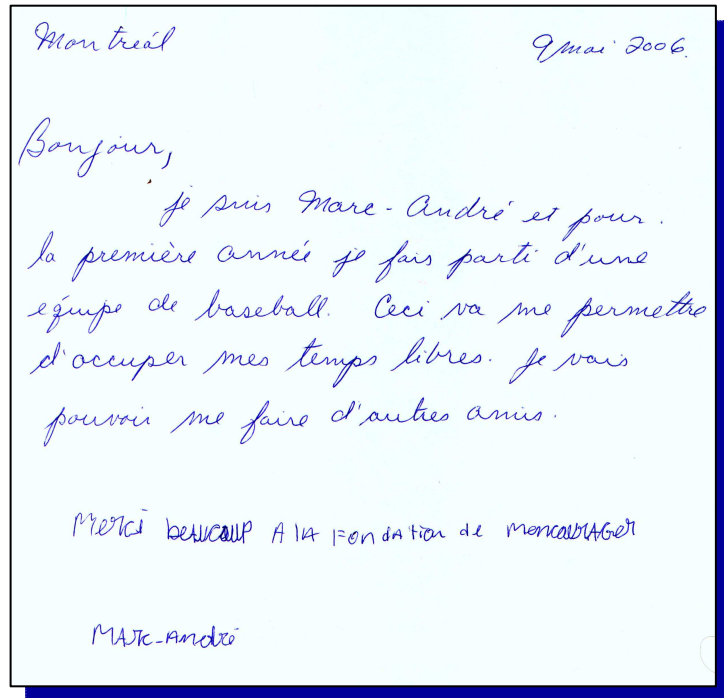 Montreál 9 mai 2006.
Bonjour,
je suis Marc-André et pour
la première année je fais parti d'une
équipe de baseball. Ceci va me permettre
d'occuper mes temps libres. Je vais
pouvoir me faire d'autres amis.
Merci beaucoup A lA FondAtion de mencourAGer
MArc-André